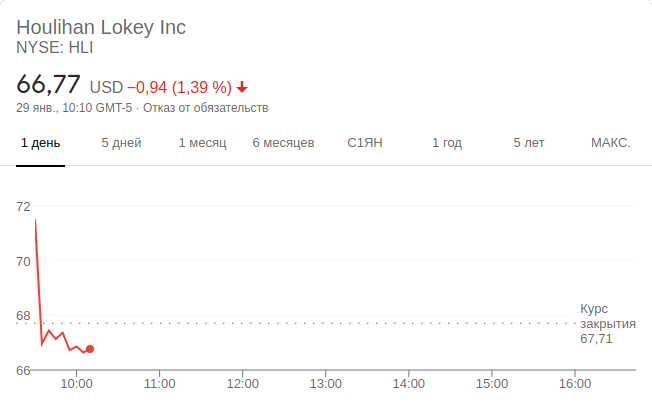 Houlihan Lokey Inc
NYSE: HLI
66,77 USD −0,94 (1,39 %)
29 янв., 10:10 GMT-5 · Отказ от обязательств
1 день 5 дней 1 месяц 6 месяцев С1ЯН 1 год 5 лет МАКС.
72
70
68
66
Курс
закрытия
67,71
10:00 11:00 12:00 13:00 14:00 15:00 16:00